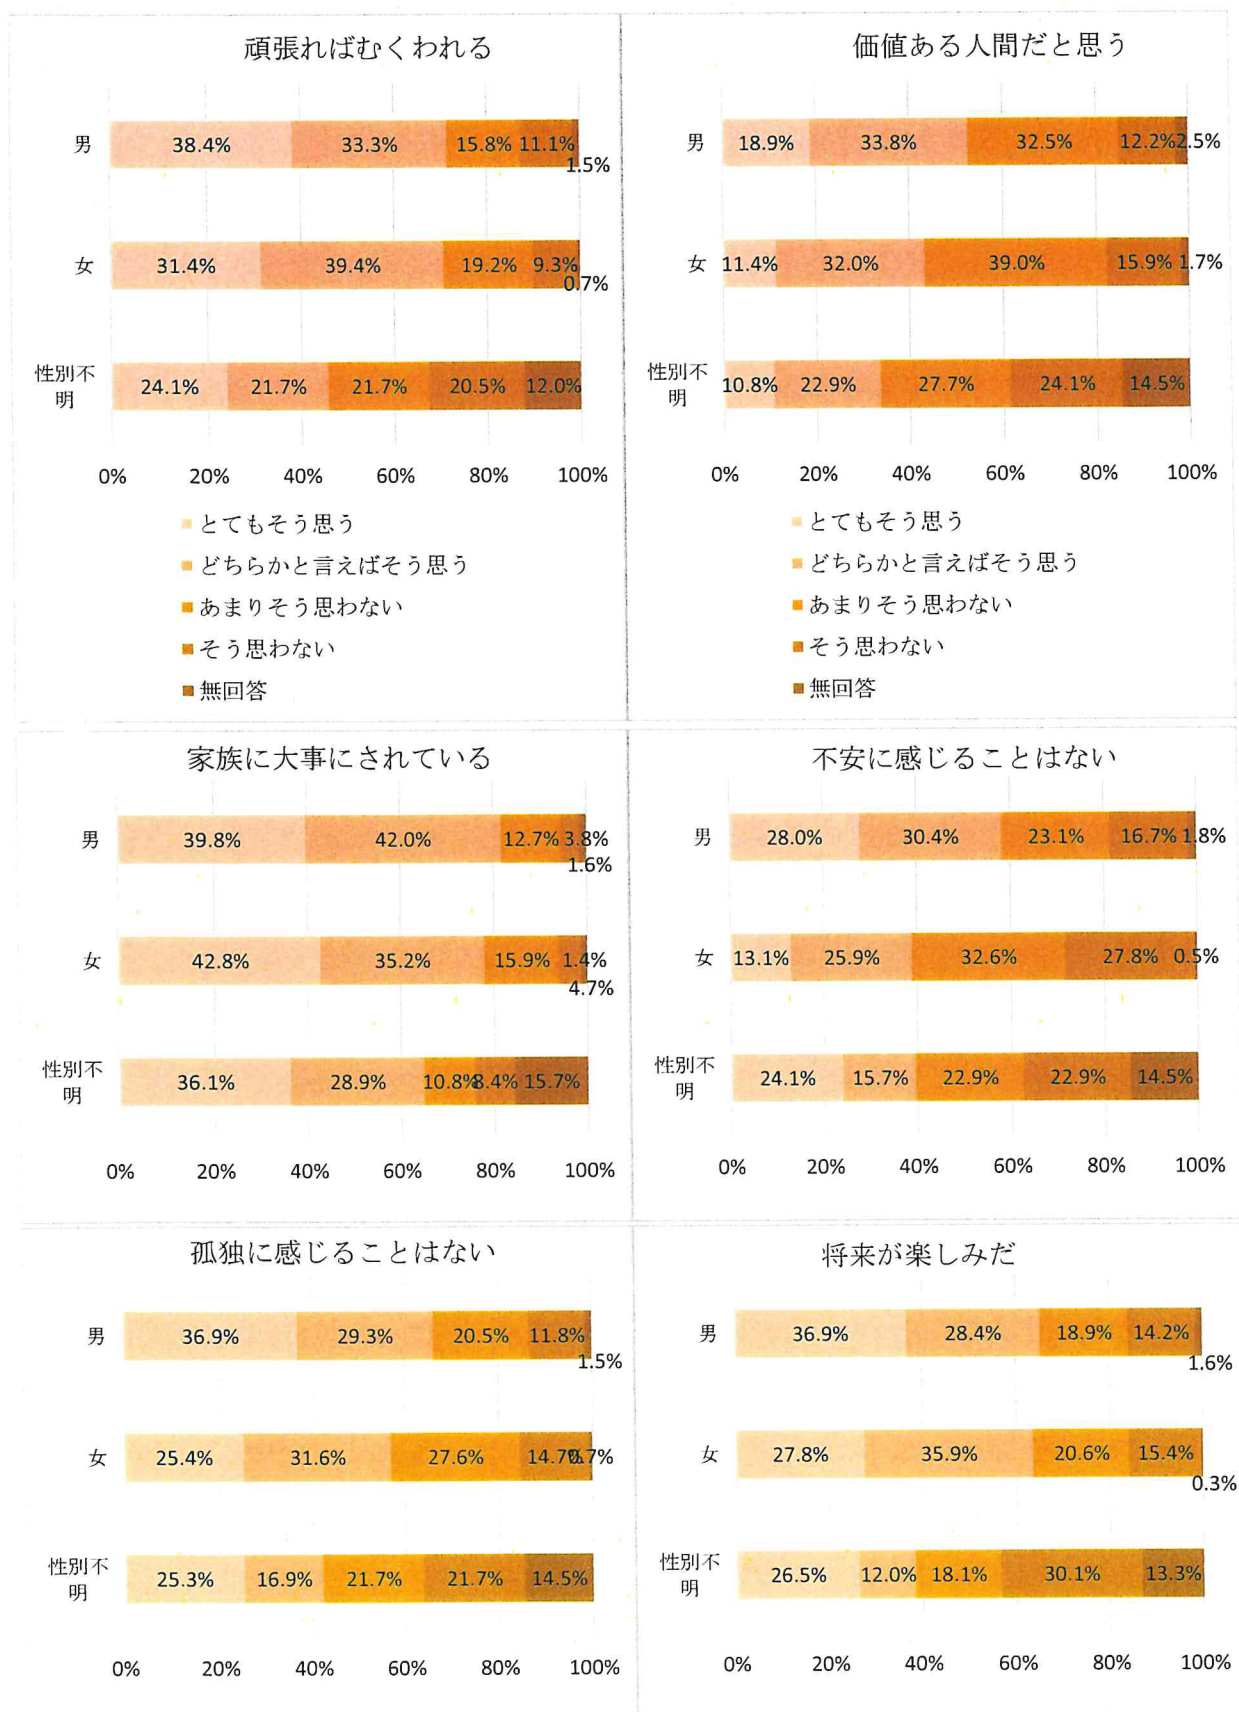 頑張ればむくわれる
男 38.4% 33.3% 15.8% 11.1% 1.5%
女 31.4% 39.4% 19.2% 9.3% 0.7%
性別不
明 24.1% 21.7% 21.7% 20.5% 12.0%
0% 20% 40% 60% 80% 100%
とてもそう思う
どちらかと言えばそう思う
あまりそう思わない
そう思わない
無回答
価値ある人間だと思う
男 18.9% 33.8% 32.5% 12.2% 2.5%
女 11.4% 32.0% 39.0% 15.9% 1.7%
性別不
明 10.8% 22.9% 27.7% 24.1% 14.5%
0% 20% 40% 60% 80% 100%
とてもそう思う
どちらかと言えばそう思う
あまりそう思わない
そう思わない
無回答
家族に大事にされている
男 39.8% 42.0% 12.7% 3.8% 1.6%
女 42.8% 35.2% 15.9% 1.4% 4.7%
性別不
明 36.1% 28.9% 10.8% 8.4% 15.7%
0% 20% 40% 60% 80% 100%
不安に感じることはない
男 28.0% 30.4% 23.1% 16.7% 1.8%
女 13.1% 25.9% 32.6% 27.8% 0.5%
性別不
明 24.1% 15.7% 22.9% 22.9% 14.5%
0% 20% 40% 60% 80% 100%
孤独に感じることはない
男 36.9% 29.3% 20.5% 11.8% 1.5%
女 25.4% 31.6% 27.6% 14.7% 0.7%
性別不
明 25.3% 16.9% 21.7% 21.7% 14.5%
0% 20% 40% 60% 80% 100%
将来が楽しみだ
男 36.9% 28.4% 18.9% 14.2% 1.6%
女 27.8% 35.9% 20.6% 15.4% 0.3%
性別不
明 26.5% 12.0% 18.1% 30.1% 13.3%
0% 20% 40% 60% 80% 100%